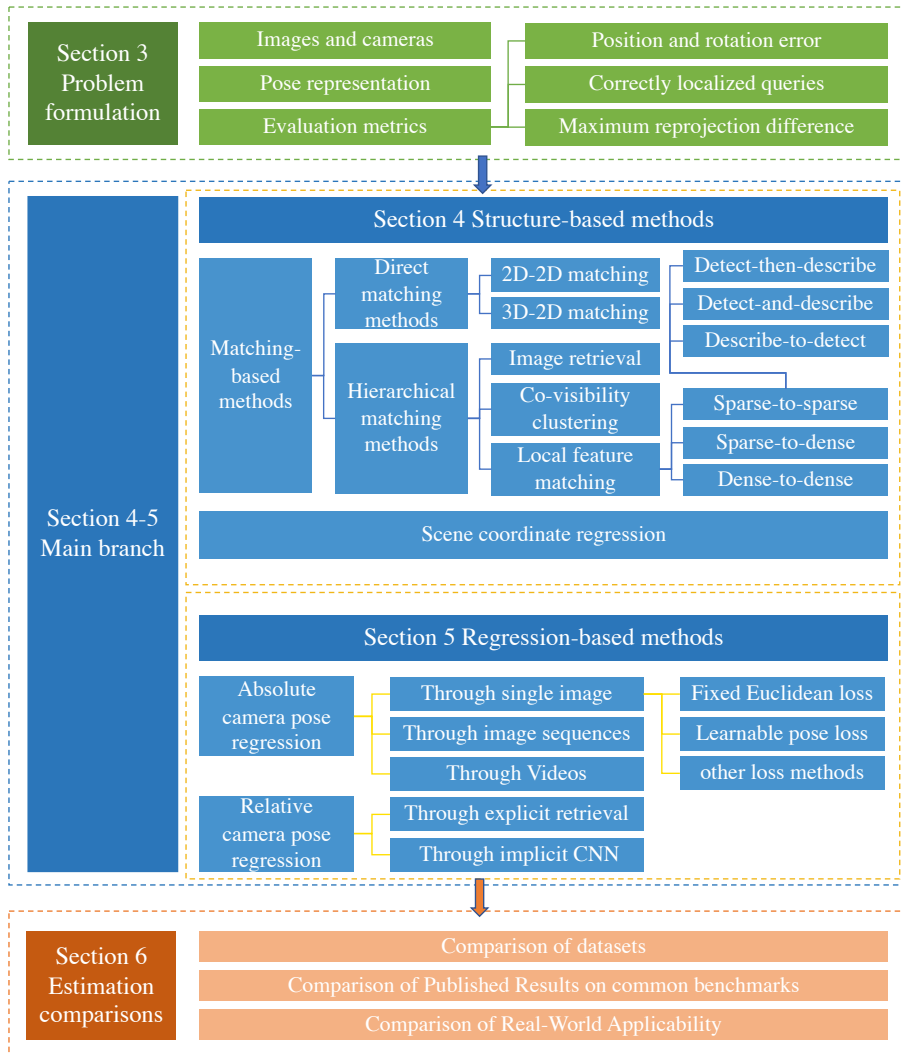 Section 3
Problem
formulation
Images and cameras
Pose representation
Evaluation metrics
Position and rotation error
Correctly localized queries
Maximum reprojection difference
Section 4-5
Main branch
Section 4 Structure-based methods
Matching-
based
methods
Direct
matching
methods
2D-2D matching
3D-2D matching
Hierarchical
matching
methods
Image retrieval
Co-visibility
clustering
Local feature
matching
Detect-then-describe
Detect-and-describe
Describe-to-detect
Sparse-to-sparse
Sparse-to-dense
Dense-to-dense
Scene coordinate regression
Section 5 Regression-based methods
Absolute
camera pose
regression
Through single image
Through image sequences
Through Videos
Fixed Euclidean loss
Learnable pose loss
other loss methods
Relative
camera pose
regression
Through explicit retrieval
Through implicit CNN
Section 6
Estimation
comparisons
Comparison of datasets
Comparison of Published Results on common benchmarks
Comparison of Real-World Applicability